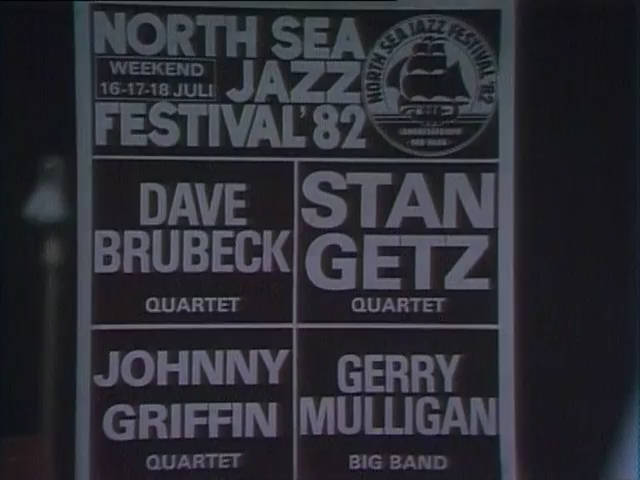 NORTH SEA
WEEKEND
16-17-18 JULI
JAZZ
FESTIVAL'82
NORTH SEA JAZZ FESTIVAL '82
DAVE
BRUBECK
QUARTET
STAN
GETZ
QUARTET
JOHNNY
GRIFFIN
QUARTET
GERRY
MULLIGAN
BIG BAND